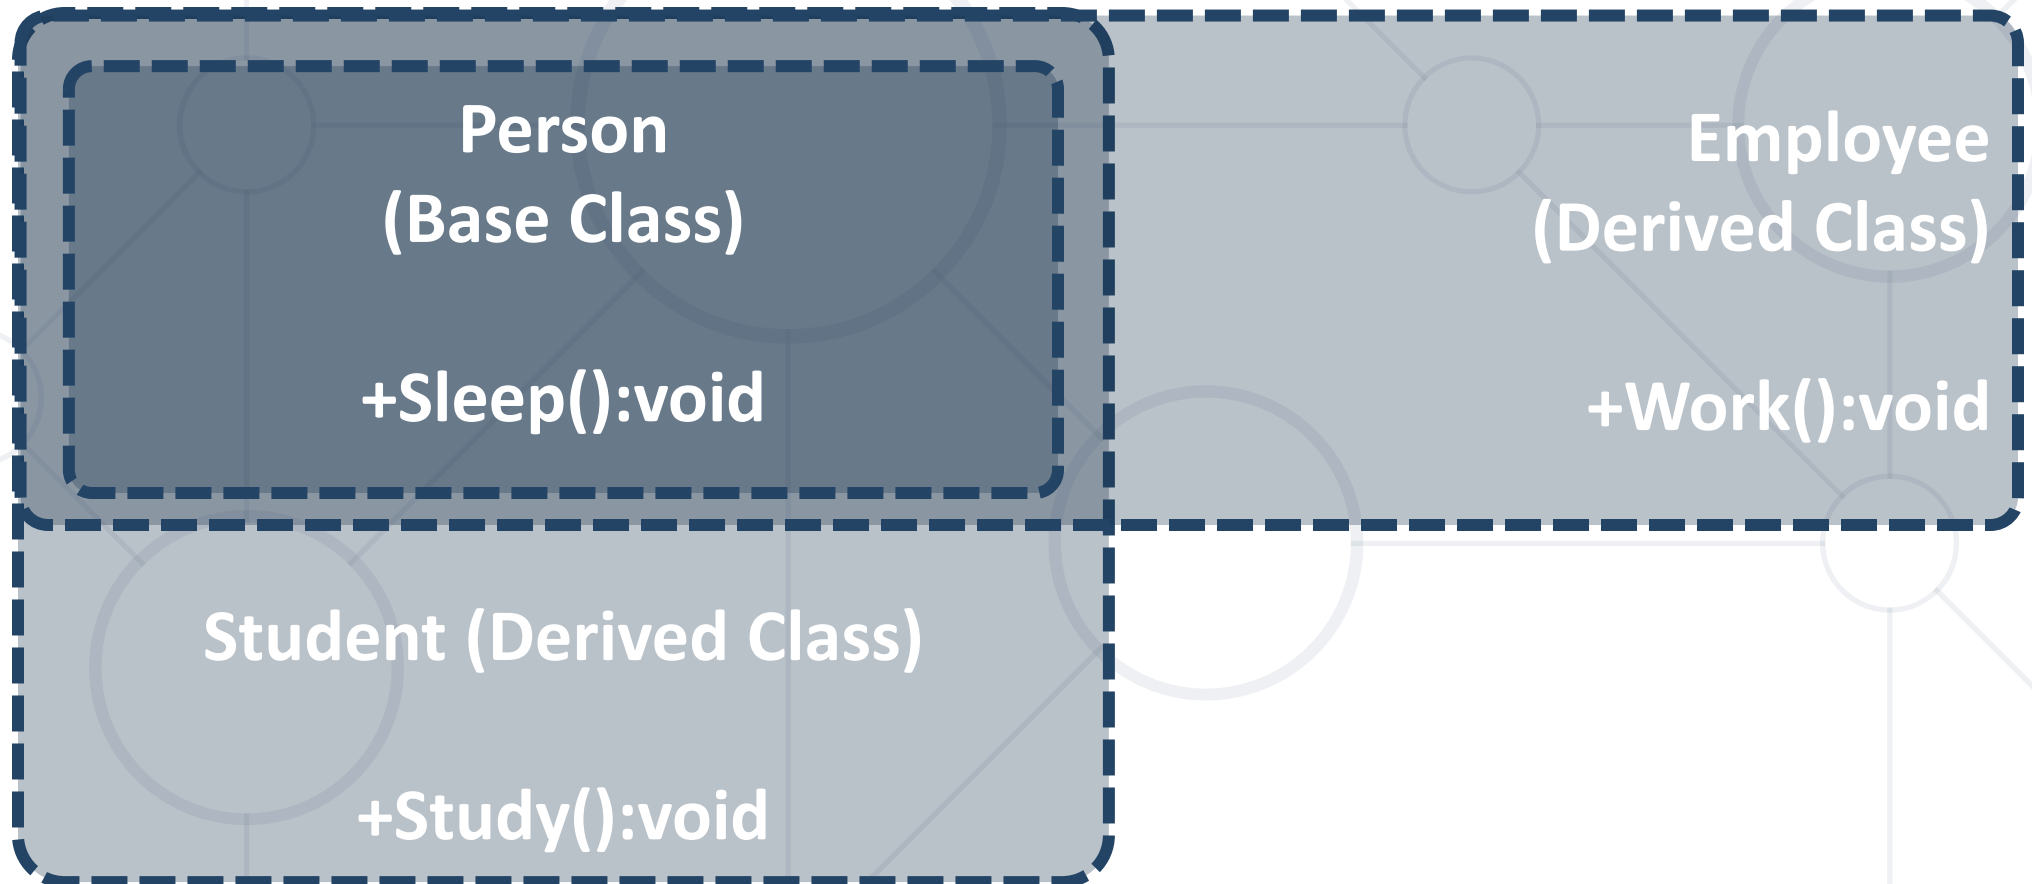 Person
(Base Class)
+Sleep():void
Employee
(Derived Class)
+Work():void
Student (Derived Class)
+Study():void